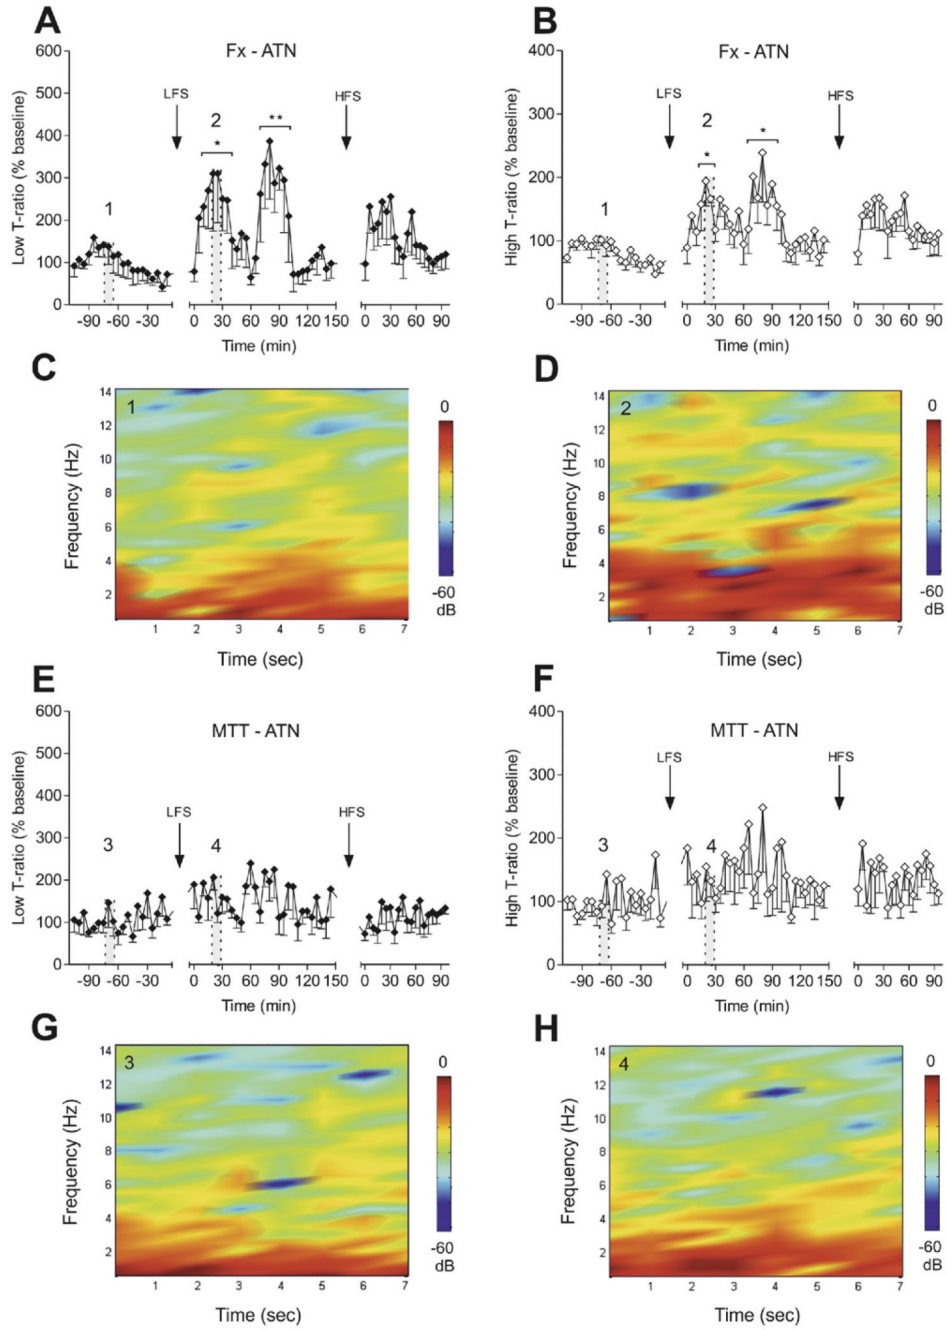 A
B
Fx - ATN
Fx - ATN
Low T-ratio (% baseline)
600
500
400
300
200
100
0
LFS
HFS
1
2
*
**
-90 -60 -30 0 30 60 90 120 150 0 30 60 90
Time (min)
High T-ratio (% baseline)
400
300
200
100
0
LFS
HFS
1
2
*
*
-90 -60 -30 0 30 60 90 120 150 0 30 60 90
Time (min)
C
D
1
Frequency (Hz)
14
12
10
8
6
4
2
1 2 3 4 5 6 7
Time (sec)
0
-60
dB
2
Frequency (Hz)
14
12
10
8
6
4
2
1 2 3 4 5 6 7
Time (sec)
0
-60
dB
E
F
MTT - ATN
MTT - ATN
Low T-ratio (% baseline)
600
500
400
300
200
100
0
LFS
HFS
3
4
-90 -60 -30 0 30 60 90 120 150 0 30 60 90
Time (min)
High T-ratio (% baseline)
400
300
200
100
0
LFS
HFS
3
4
-90 -60 -30 0 30 60 90 120 150 0 30 60 90
Time (min)
G
H
3
Frequency (Hz)
14
12
10
8
6
4
2
1 2 3 4 5 6 7
Time (sec)
0
-60
dB
4
Frequency (Hz)
14
12
10
8
6
4
2
1 2 3 4 5 6 7
Time (sec)
0
-60
dB